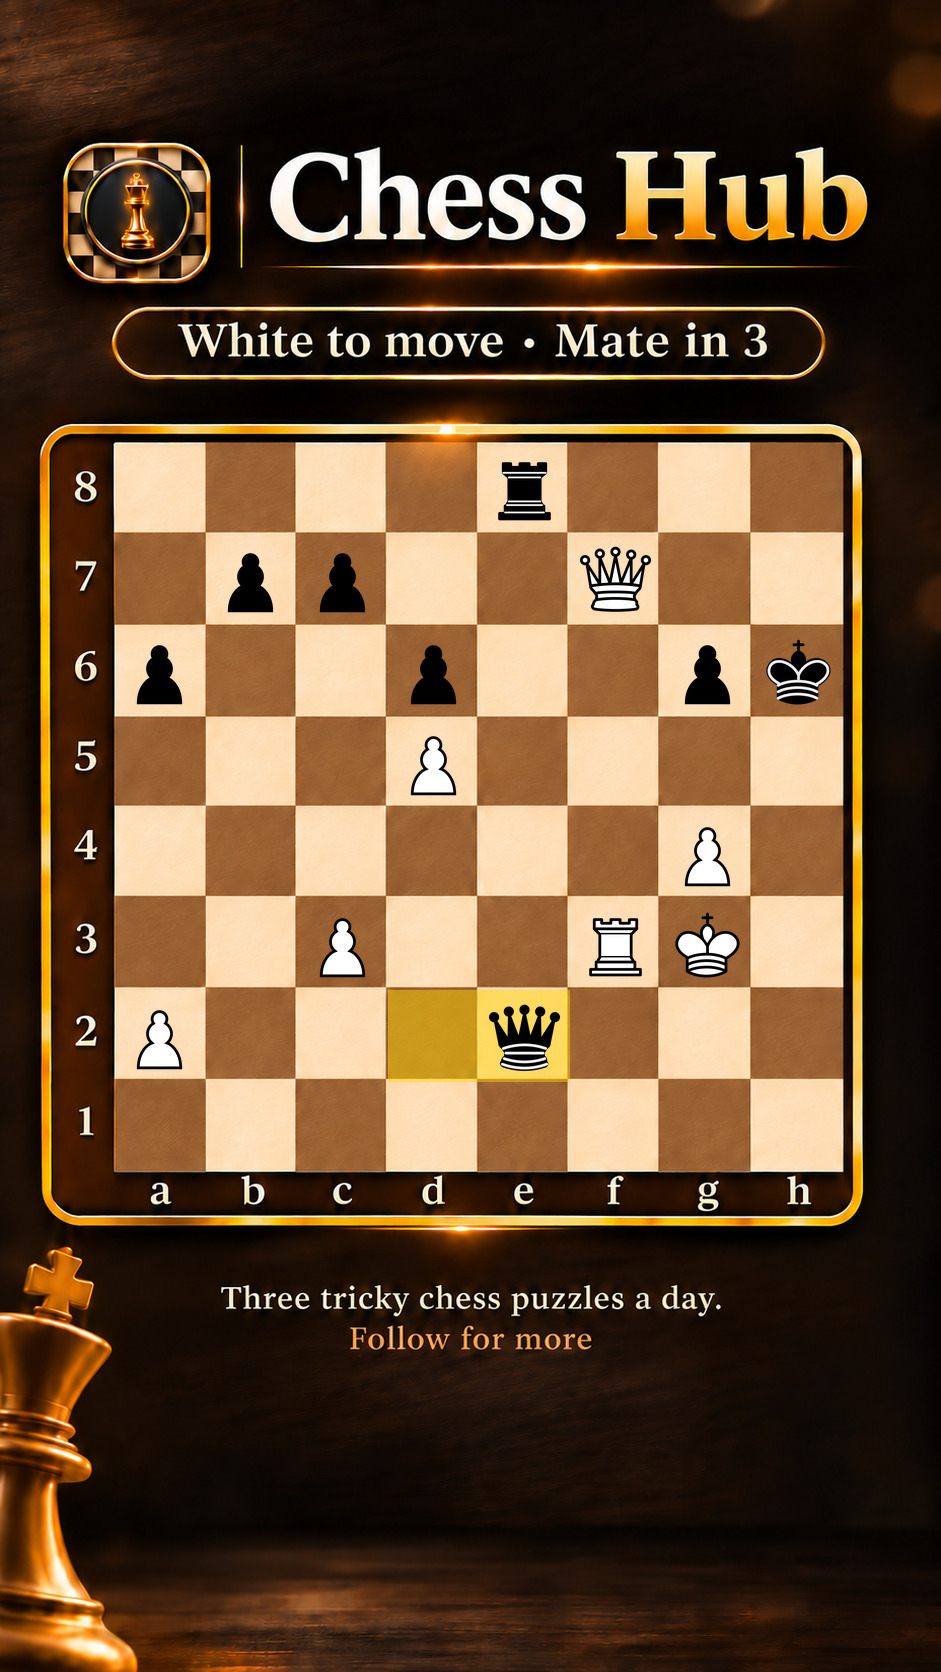 Chess Hub
White to move • Mate in 3
8
7
6
5
4
3
2
1
a b c d e f g h
Three tricky chess puzzles a day.
Follow for more